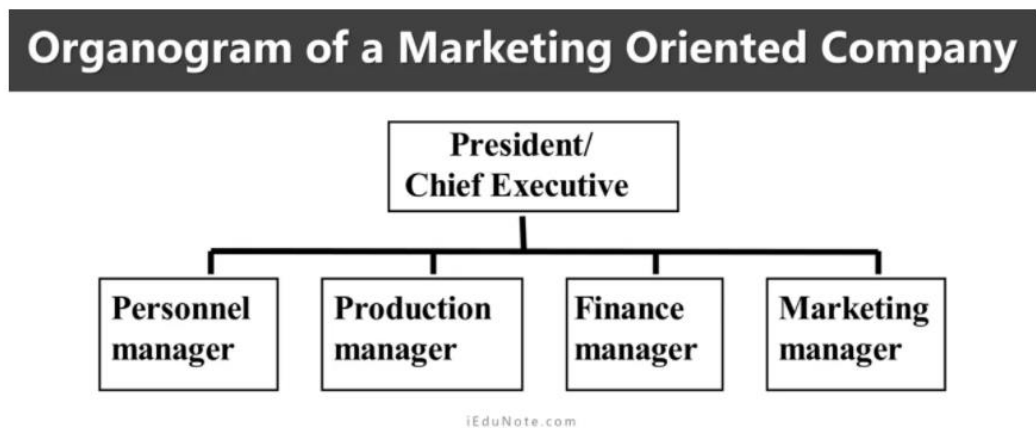 Organogram of a Marketing Oriented Company
President/
Chief Executive
Personnel
manager
Production
manager
Finance
manager
Marketing
manager
iEduNote.com